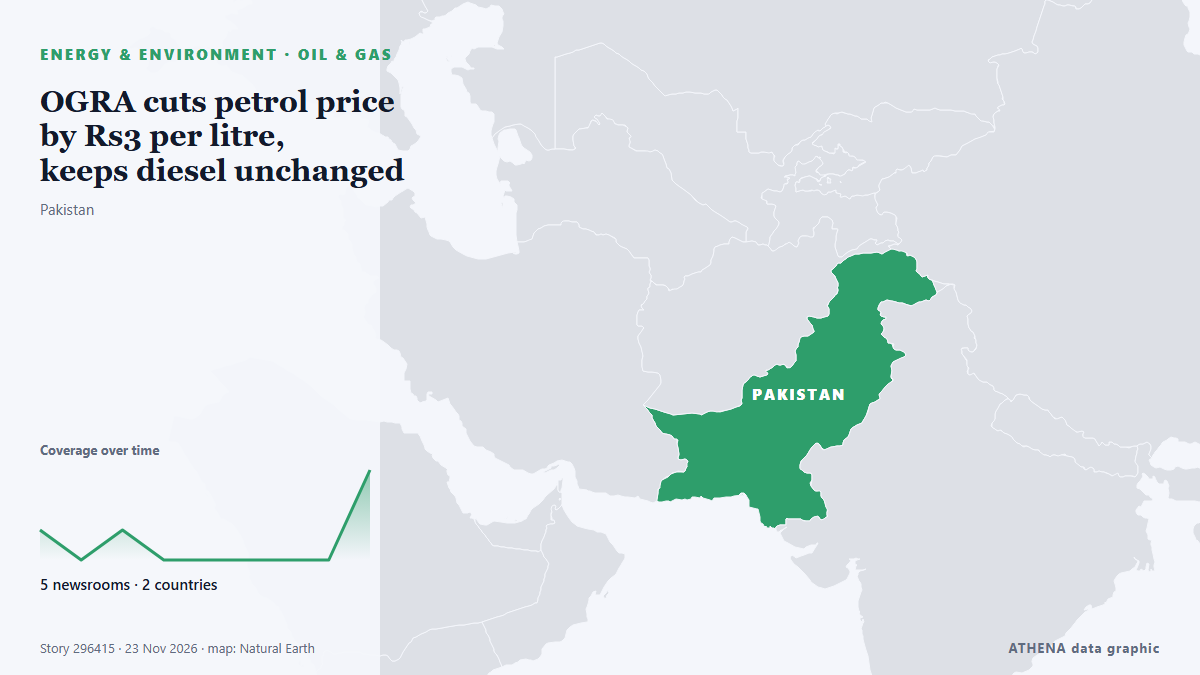 ENERGY & ENVIRONMENT · OIL & GAS
OGRA cuts petrol price
by Rs3 per litre,
keeps diesel unchanged
Pakistan
PAKISTAN
Coverage over time
5 newsrooms · 2 countries
Story 296415 · 23 Nov 2026 · map: Natural Earth
ATHENA data graphic